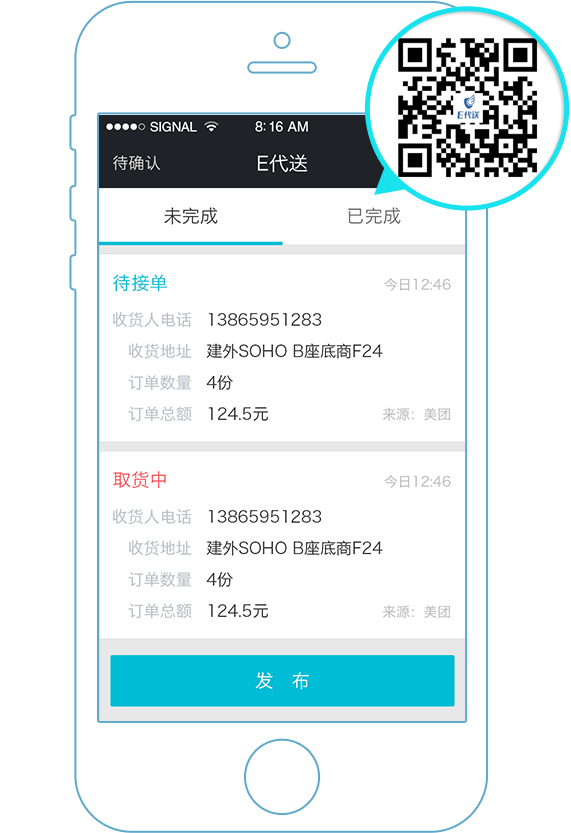 SIGNAL 8:16 AM
待确认 E代送
E代送
未完成 已完成
待接单 今日12:46
收货人电话 13865951283
收货地址 建外SOHO B座底商F24
订单数量 4份
订单总额 124.5元 来源：美团
取货中 今日12:46
收货人电话 13865951283
收货地址 建外SOHO B座底商F24
订单数量 4份
订单总额 124.5元 来源：美团
发 布